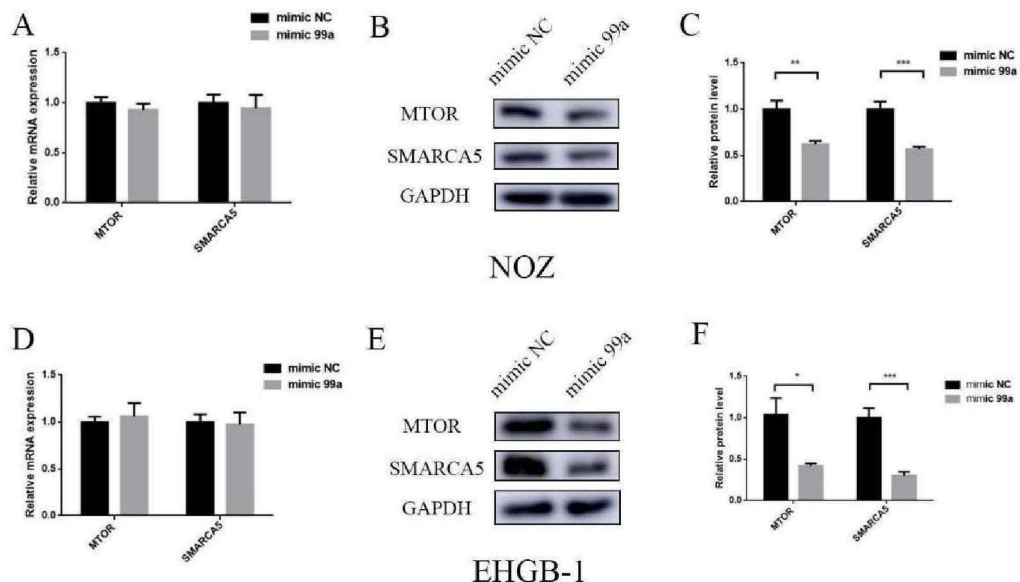 A
mimic NC
mimic 99a
Relative mRNA expression
1.5
1.0
0.5
0.0
MTOR
SMARCA5
B
mimic NC
mimic 99a
MTOR
SMARCA5
GAPDH
C
mimic NC
mimic 99a
Relative protein level
1.5
1.0
0.5
0.0
**
***
MTOR
SMARCA5
NOZ
D
mimic NC
mimic 99a
Relative mRNA expression
1.5
1.0
0.5
0.0
MTOR
SMARCA5
E
mimic NC
mimic 99a
MTOR
SMARCA5
GAPDH
F
mimic NC
mimic 99a
Relative protein level
1.5
1.0
0.5
0.0
*
***
MTOR
SMARCA5
EHGB-1